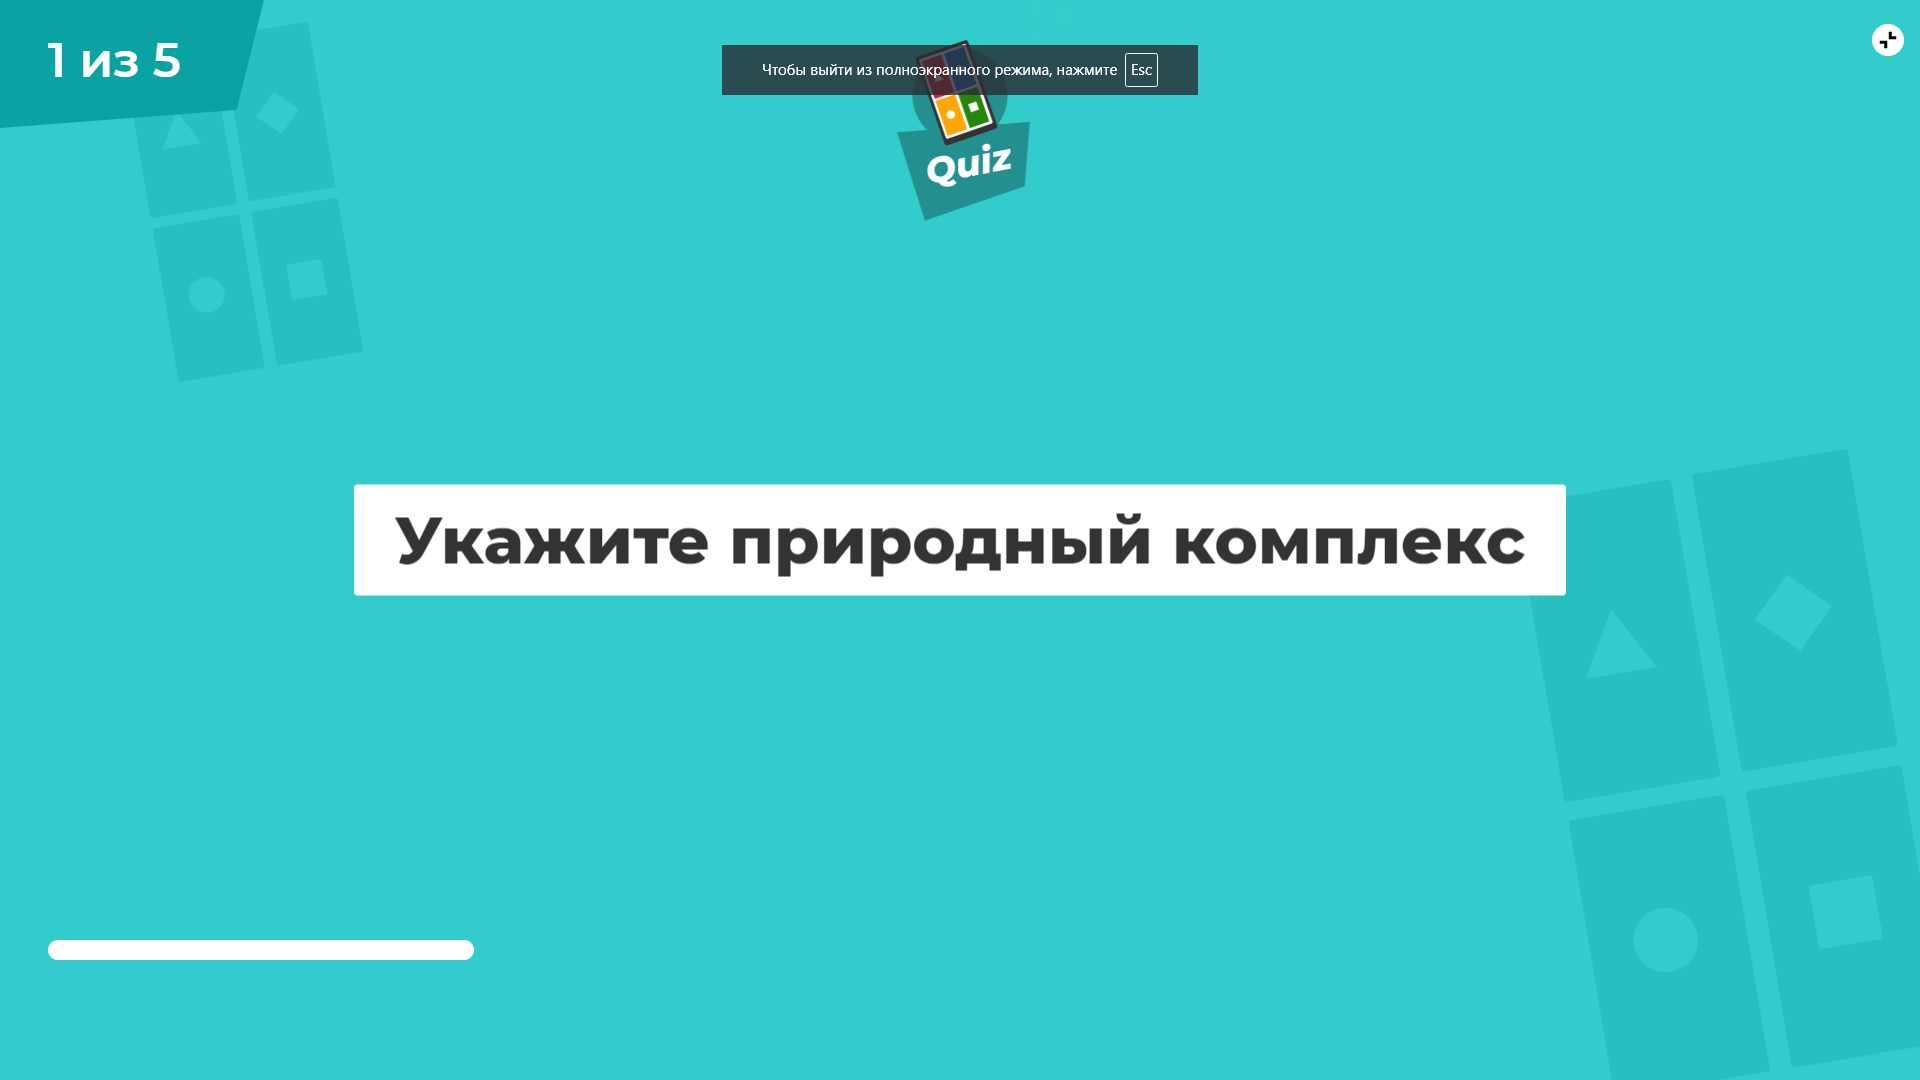 1 из 5
Чтобы выйти из полноэкранного режима, нажмите Esc
Quiz
Укажите природный комплекс